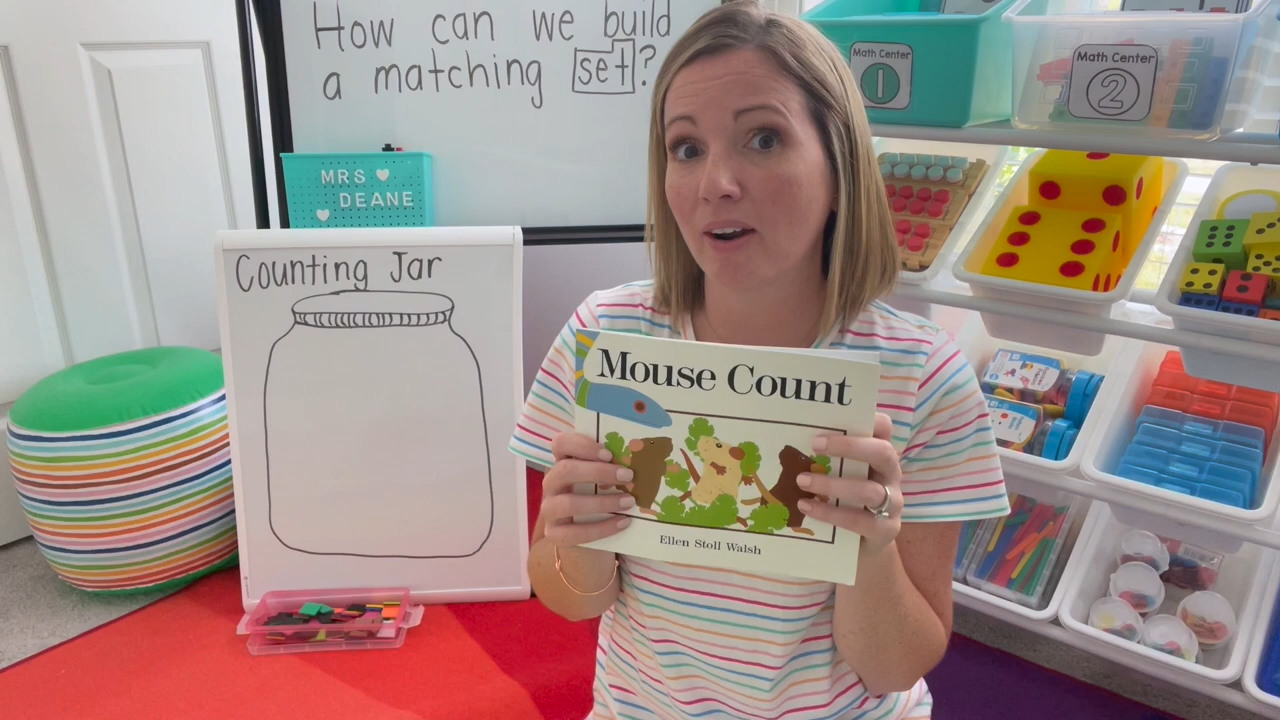 How can we build
a matching set?
MRS
DEANE
Counting Jar
Mouse Count
Ellen Stoll Walsh
Math Center
1
Math Center
2